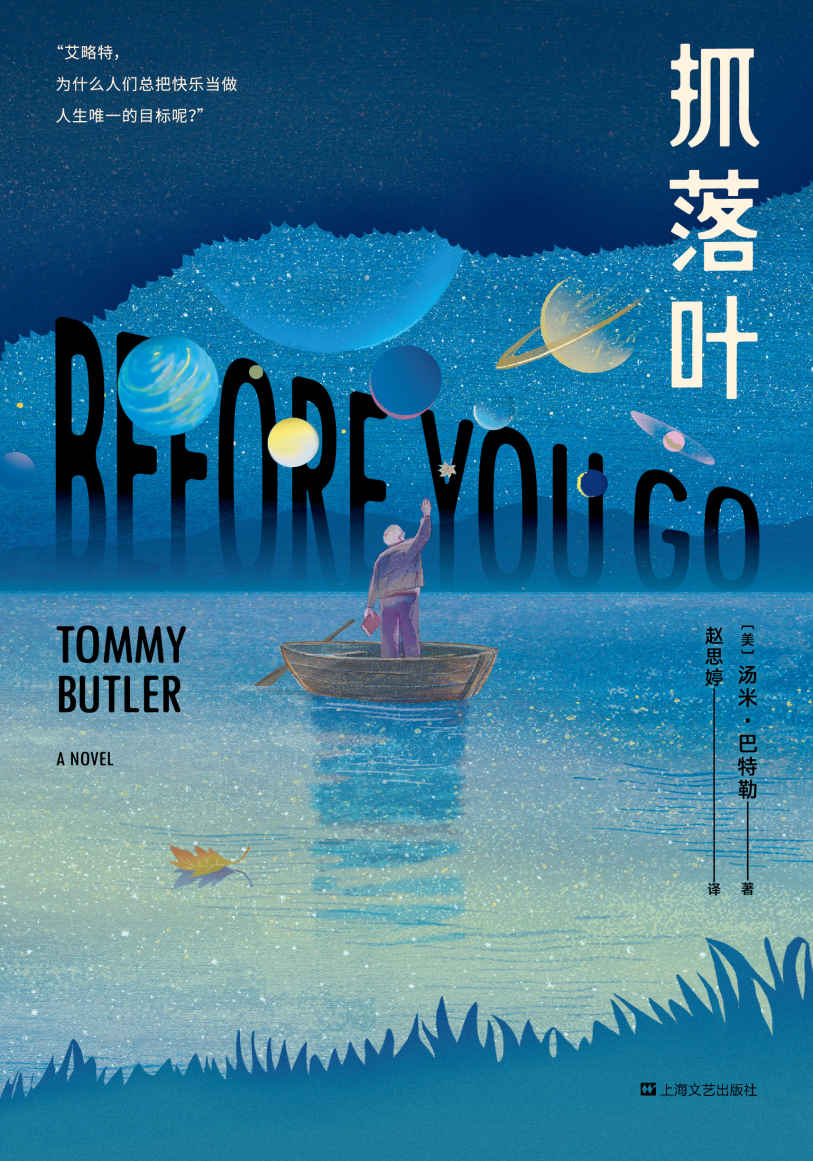 “艾略特，
为什么人们总把快乐当做
人生唯一的目标呢？”
抓落叶
BEFORE YOU GO
TOMMY
BUTLER
A NOVEL
［美］汤米·巴特勒——著
赵思婷——译
上海文艺出版社